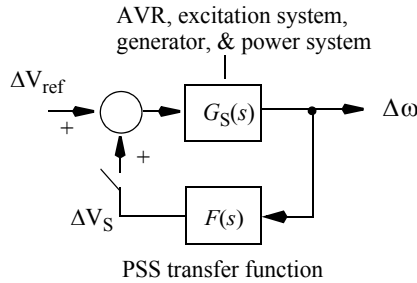 AVR, excitation system,
generator, & power system
ΔV_ref
+
G_S(s)
Δω
+
ΔV_S
F(s)
PSS transfer function